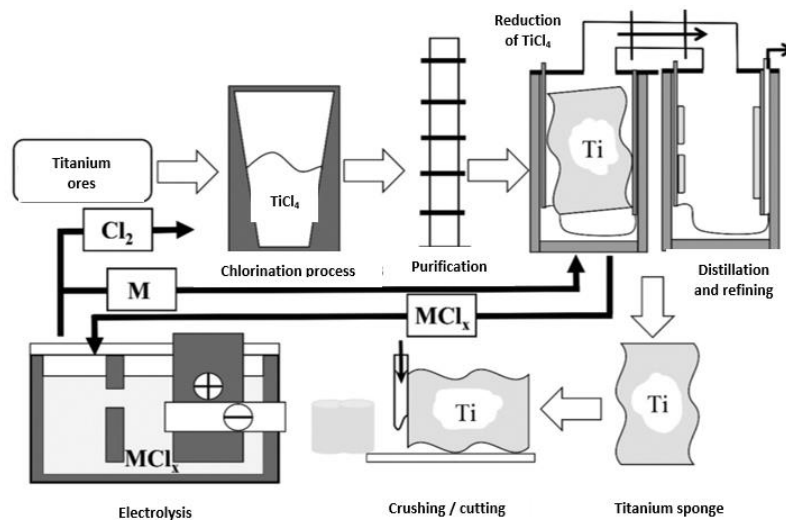 Reduction
of TiCl₄
Titanium
ores
TiCl₄
Ti
Cl₂
Chlorination process
Purification
Distillation
and refining
M
MClₓ
Ti
Ti
+
−
MClₓ
Electrolysis
Crushing / cutting
Titanium sponge